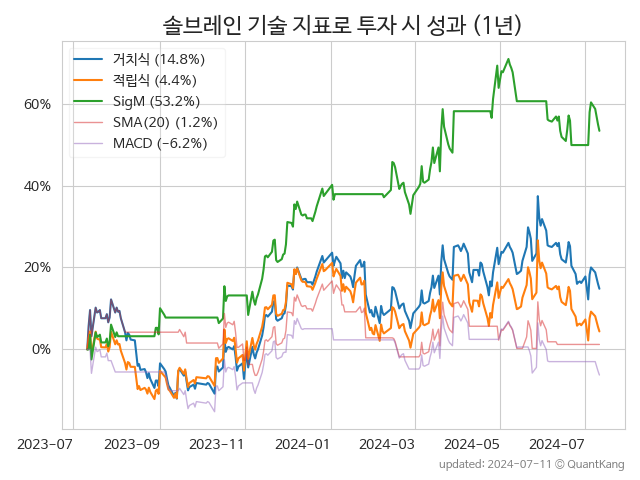 솔브레인 기술 지표로 투자 시 성과 (1년)
거치식 (14.8%)
적립식 (4.4%)
SigM (53.2%)
SMA(20) (1.2%)
MACD (−6.2%)
60%
40%
20%
0%
2023-07 2023-09 2023-11 2024-01 2024-03 2024-05 2024-07
updated: 2024-07-11 © QuantKang